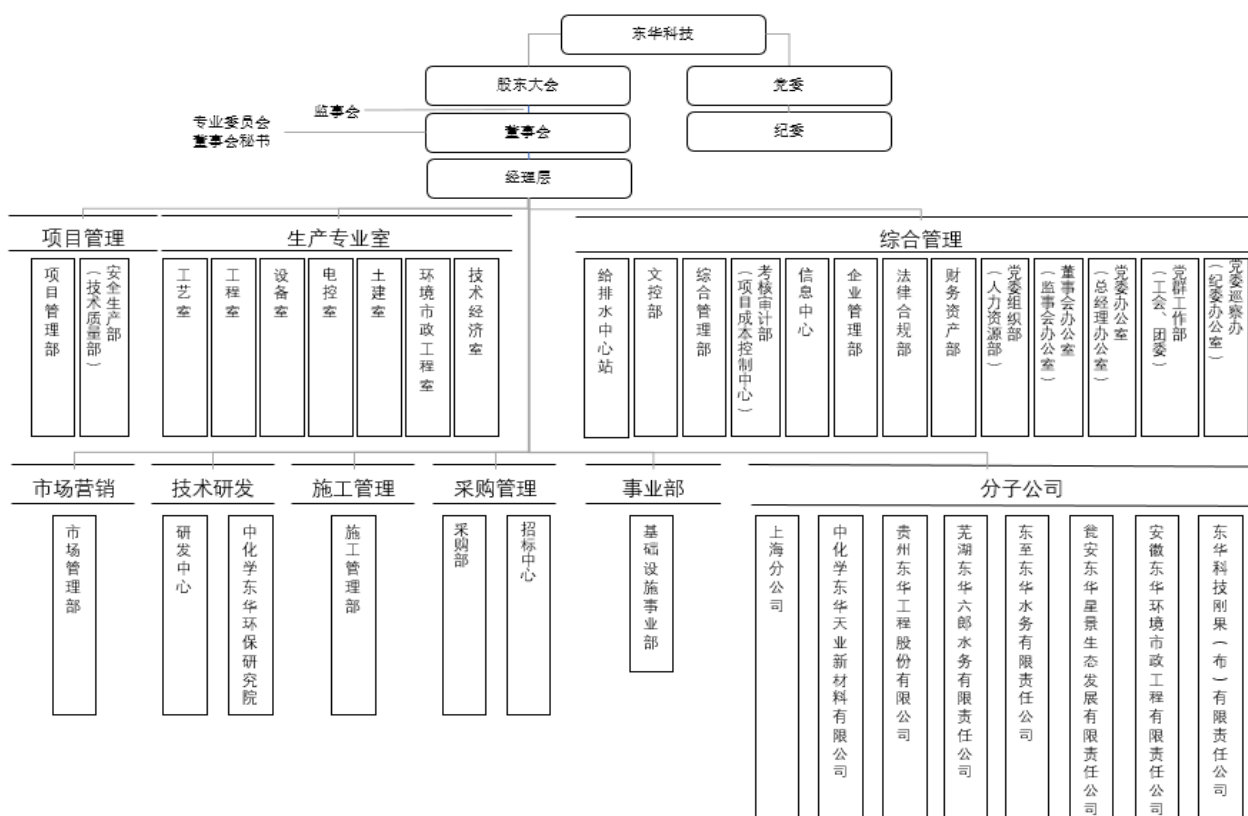 东华科技
股东大会
党委
监事会
专业委员会
董事会秘书
董事会
纪委
经理层
项目管理
生产专业室
综合管理
项目管理部
安全生产部
（技术质量部）
工艺室
工程室
设备室
电控室
土建室
环境市政工程室
技术经济室
给排水中心站
文控部
综合管理部
考核审计部
（项目成本控制中心）
信息中心
企业管理部
法律合规部
财务资产部
党委组织部
（人力资源部）
董事会办公室
（监事会办公室）
党委办公室
（总经理办公室）
党群工作部
（工会、团委）
党委巡察办
（纪委办公室）
市场营销
技术研发
施工管理
采购管理
事业部
分子公司
市场管理部
研发中心
中化学东华环保研究院
施工管理部
采购部
招标中心
基础设施事业部
上海分公司
中化学东华天业新材料有限公司
贵州东华工程股份有限公司
芜湖东华六郎水务有限责任公司
东至东华水务有限责任公司
瓮安东华星景生态发展有限责任公司
安徽东华环境市政工程有限责任公司
东华科技刚果（布）有限责任公司